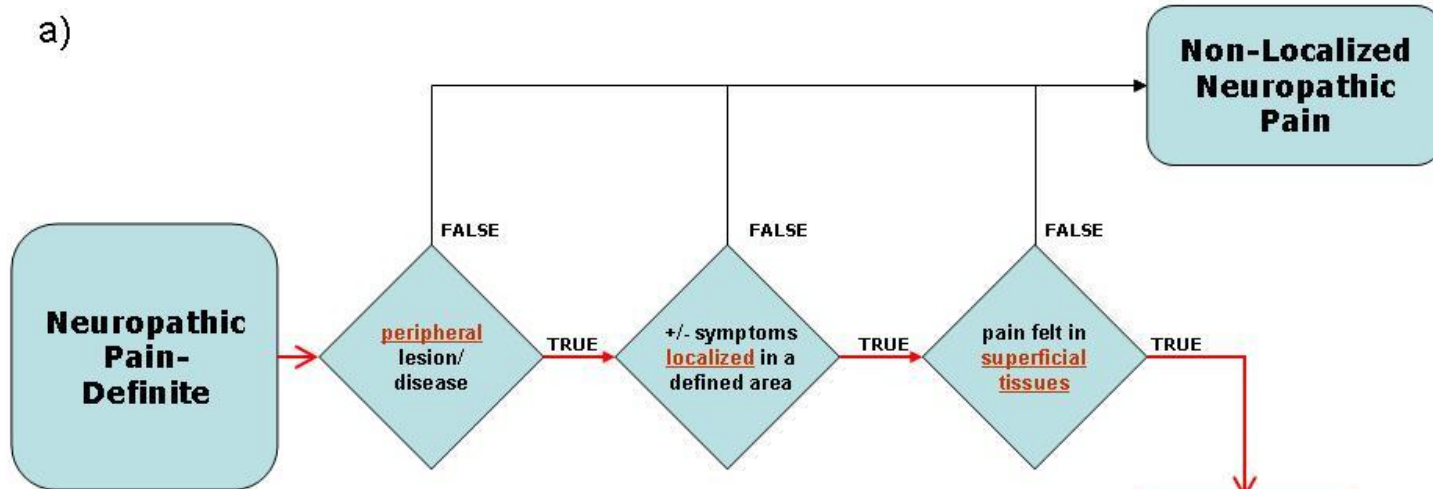 a)
Non-Localized
Neuropathic
Pain
FALSE
FALSE
FALSE
Neuropathic
Pain-
Definite
peripheral
lesion/
disease
TRUE
+/- symptoms
localized in a
defined area
TRUE
pain felt in
superficial
tissues
TRUE